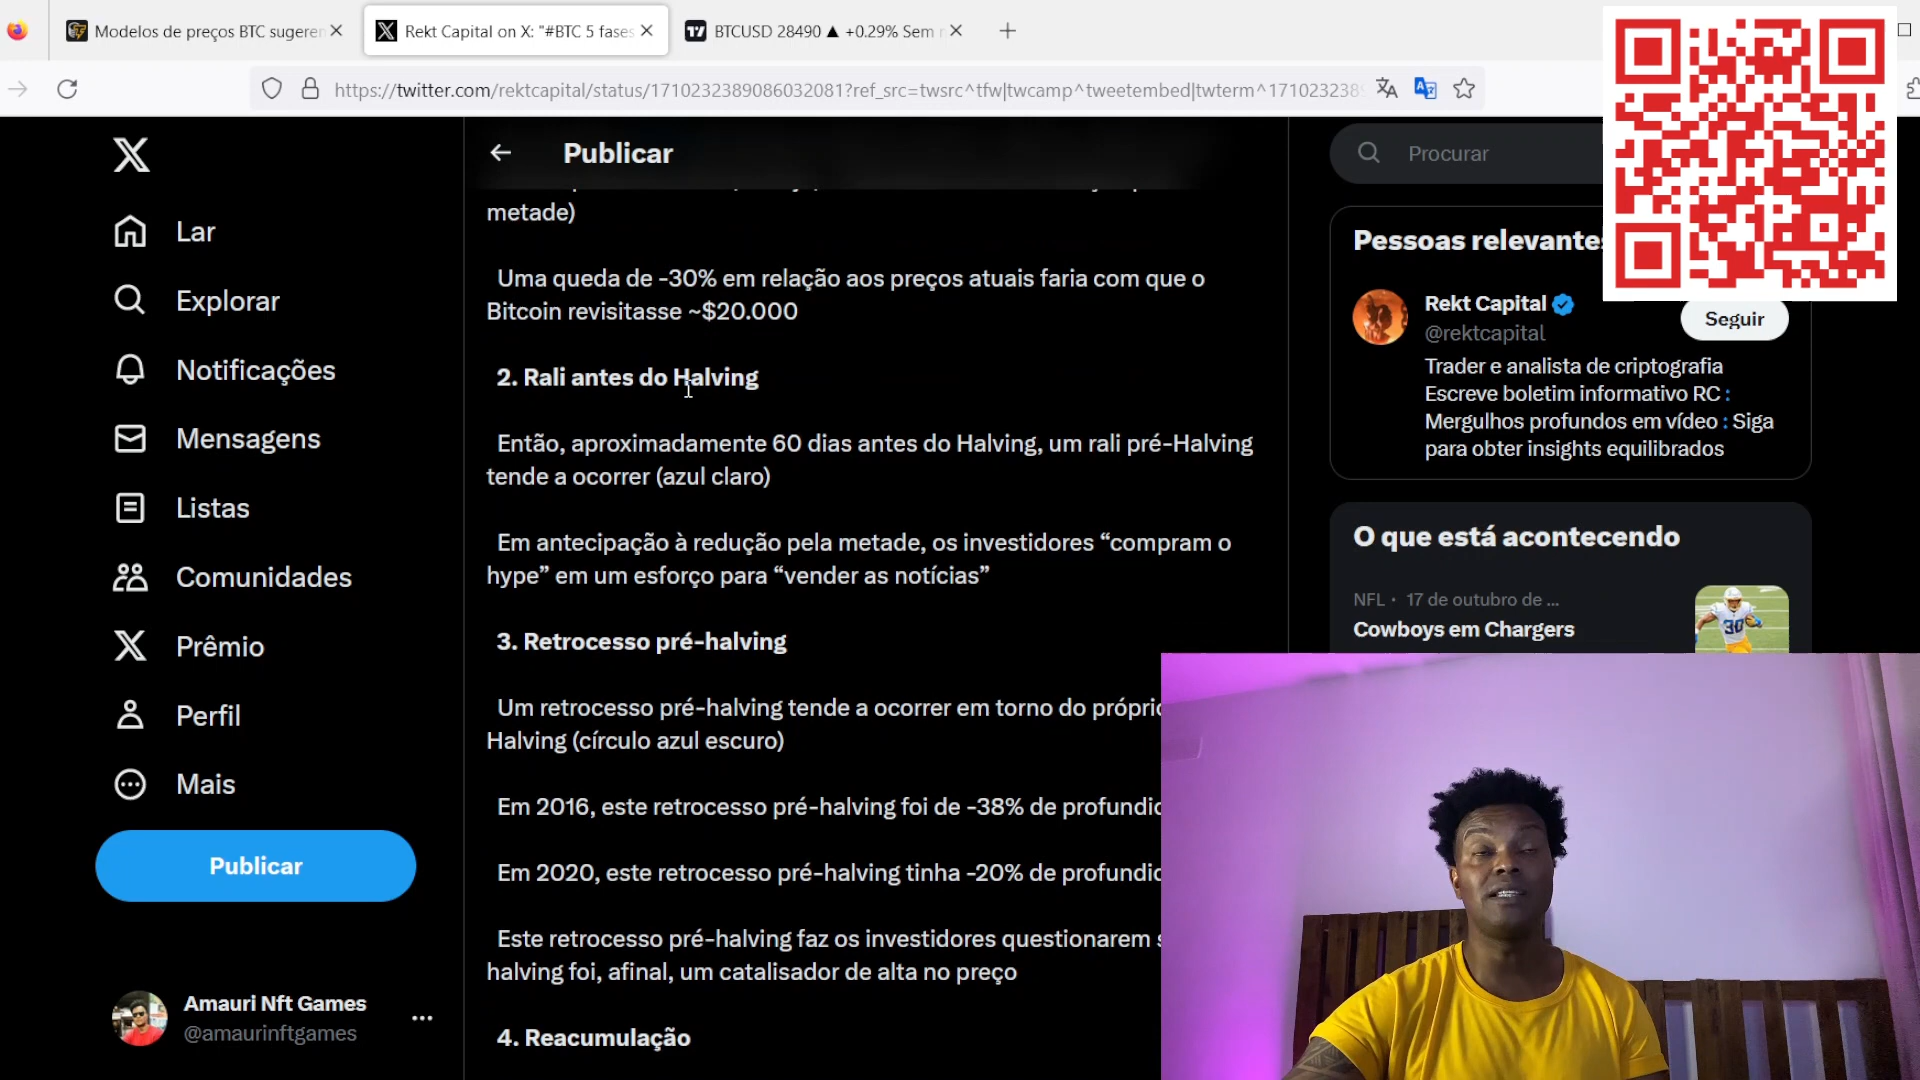 Modelos de preços BTC sugeren
Rekt Capital on X: "#BTC 5 fases
BTCUSD 28490 ▲ +0.29% Sem
https://twitter.com/rektcapital/status/1710232389086032081?ref_src=twsrc^tfw|twcamp^tweetembed|twterm^171023238
Publicar
Procurar
Lar
Explorar
Notificações
Mensagens
Listas
Comunidades
Prêmio
Perfil
Mais
Publicar
Amauri Nft Games
@amaurinftgames
metade)
Uma queda de -30% em relação aos preços atuais faria com que o
Bitcoin revisitasse ~$20.000
2. Rali antes do Halving
Então, aproximadamente 60 dias antes do Halving, um rali pré-Halving
tende a ocorrer (azul claro)
Em antecipação à redução pela metade, os investidores “compram o
hype” em um esforço para “vender as notícias”
3. Retrocesso pré-halving
Um retrocesso pré-halving tende a ocorrer em torno do próprio
Halving (círculo azul escuro)
Em 2016, este retrocesso pré-halving foi de -38% de profundid
Em 2020, este retrocesso pré-halving tinha -20% de profundid
Este retrocesso pré-halving faz os investidores questionarem s
halving foi, afinal, um catalisador de alta no preço
4. Reacumulação
Pessoas relevantes
Rekt Capital
@rektcapital
Seguir
Trader e analista de criptografia
Escreve boletim informativo RC :
Mergulhos profundos em vídeo : Siga
para obter insights equilibrados
O que está acontecendo
NFL · 17 de outubro de ...
Cowboys em Chargers
30